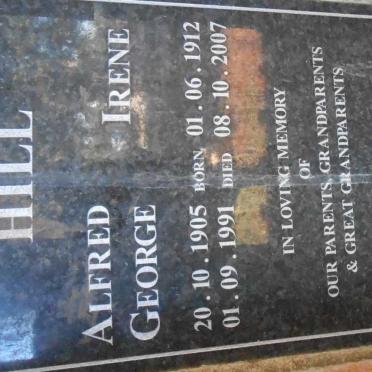 HILL
ALFRED IRENE
GEORGE
20.10.1905 BORN 01.06.1912
01.09.1991 DIED 08.10.2007
IN LOVING MEMORY
OF
OUR PARENTS, GRANDPARENTS
& GREAT GRANDPARENTS